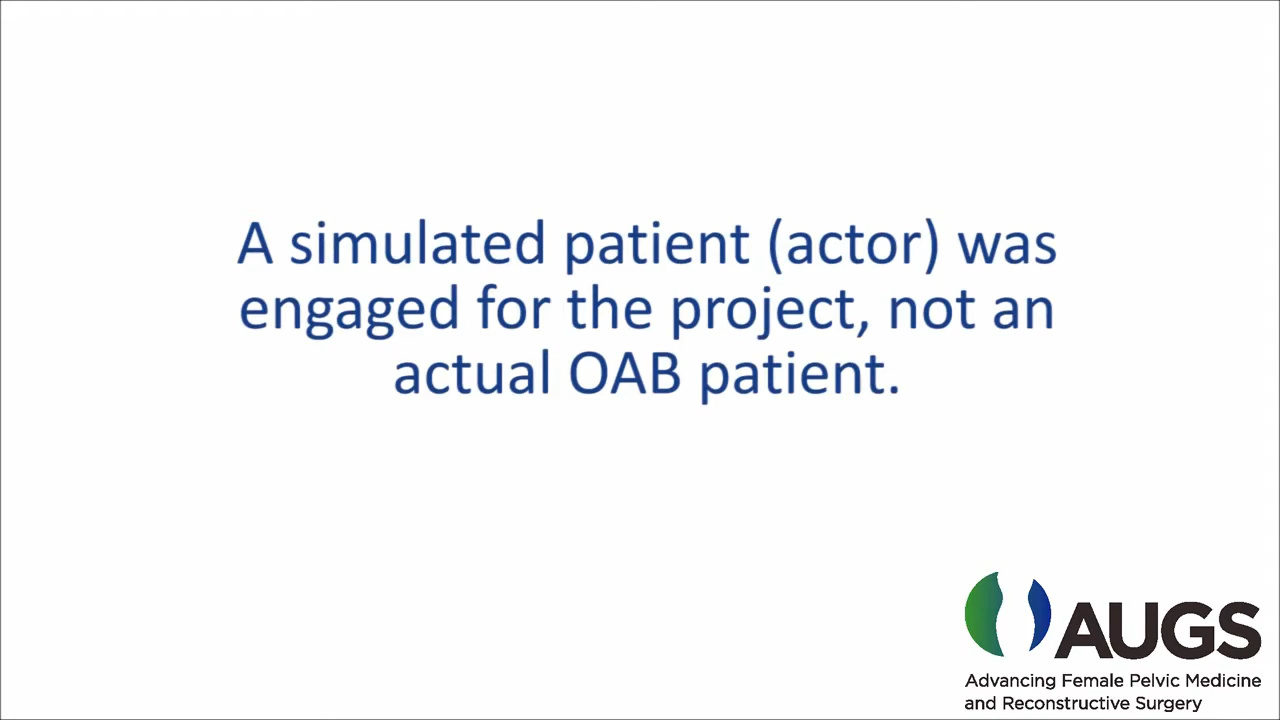 A simulated patient (actor) was
engaged for the project, not an
actual OAB patient.
AUGS
Advancing Female Pelvic Medicine
and Reconstructive Surgery